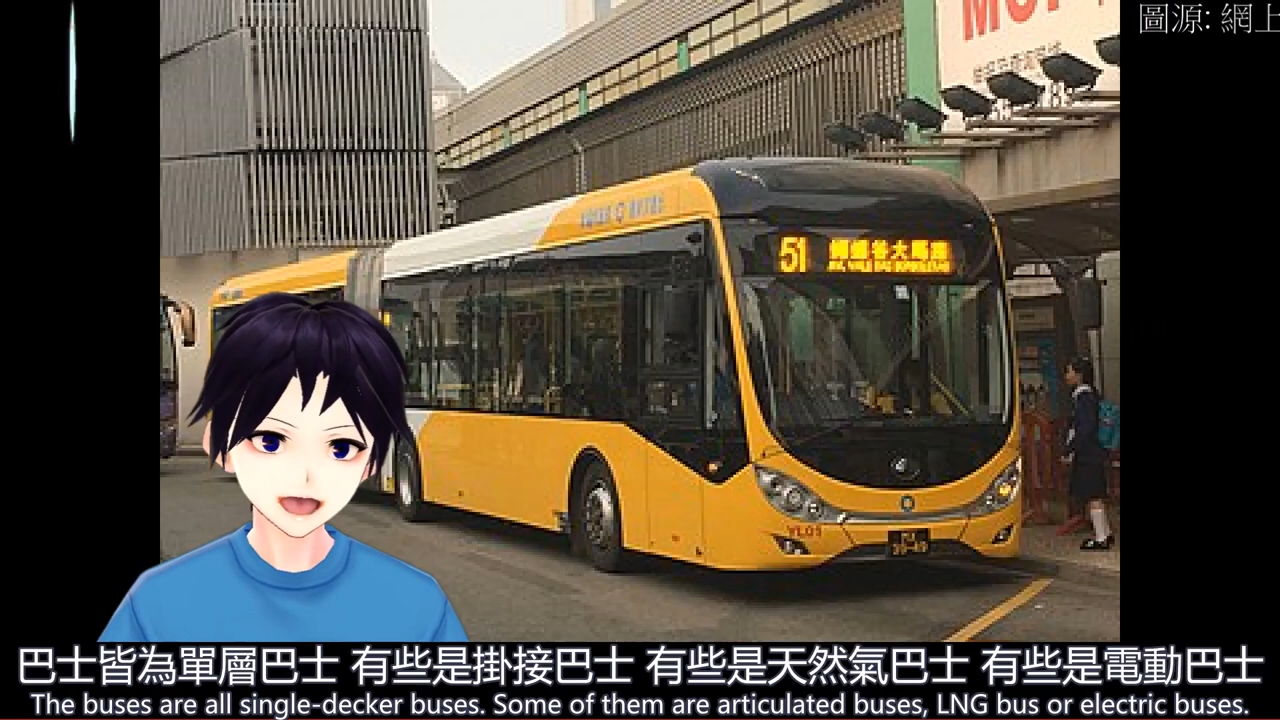 圖源: 網上
51
YL01
巴士皆為單層巴士 有些是掛接巴士 有些是天然氣巴士 有些是電動巴士
The buses are all single-decker buses. Some of them are articulated buses, LNG bus or electric buses.